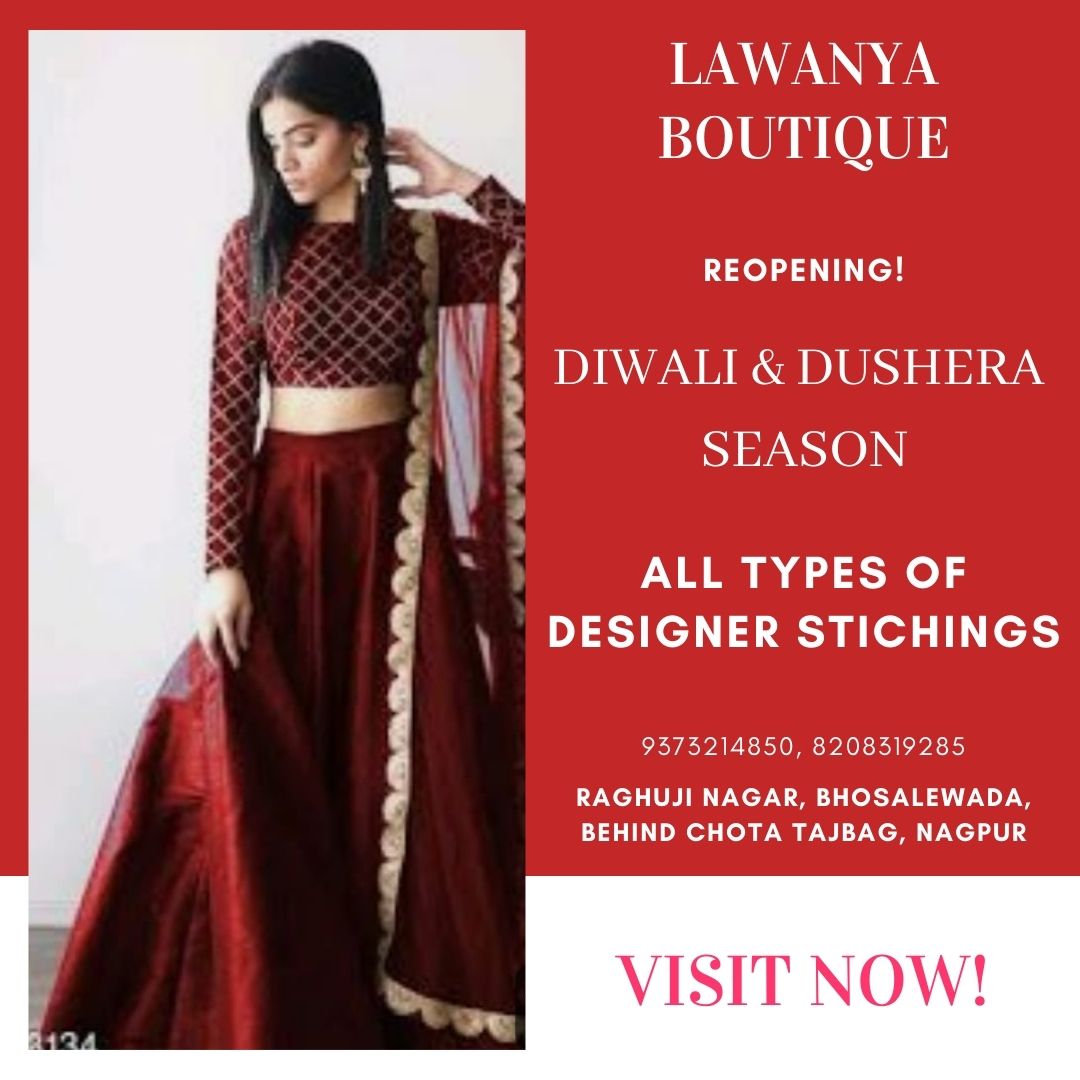 LAWANYA
BOUTIQUE
REOPENING!
DIWALI & DUSHERA
SEASON
ALL TYPES OF
DESIGNER STICHINGS
9373214850, 8208319285
RAGHUJI NAGAR, BHOSALEWADA,
BEHIND CHOTA TAJBAG, NAGPUR
VISIT NOW!